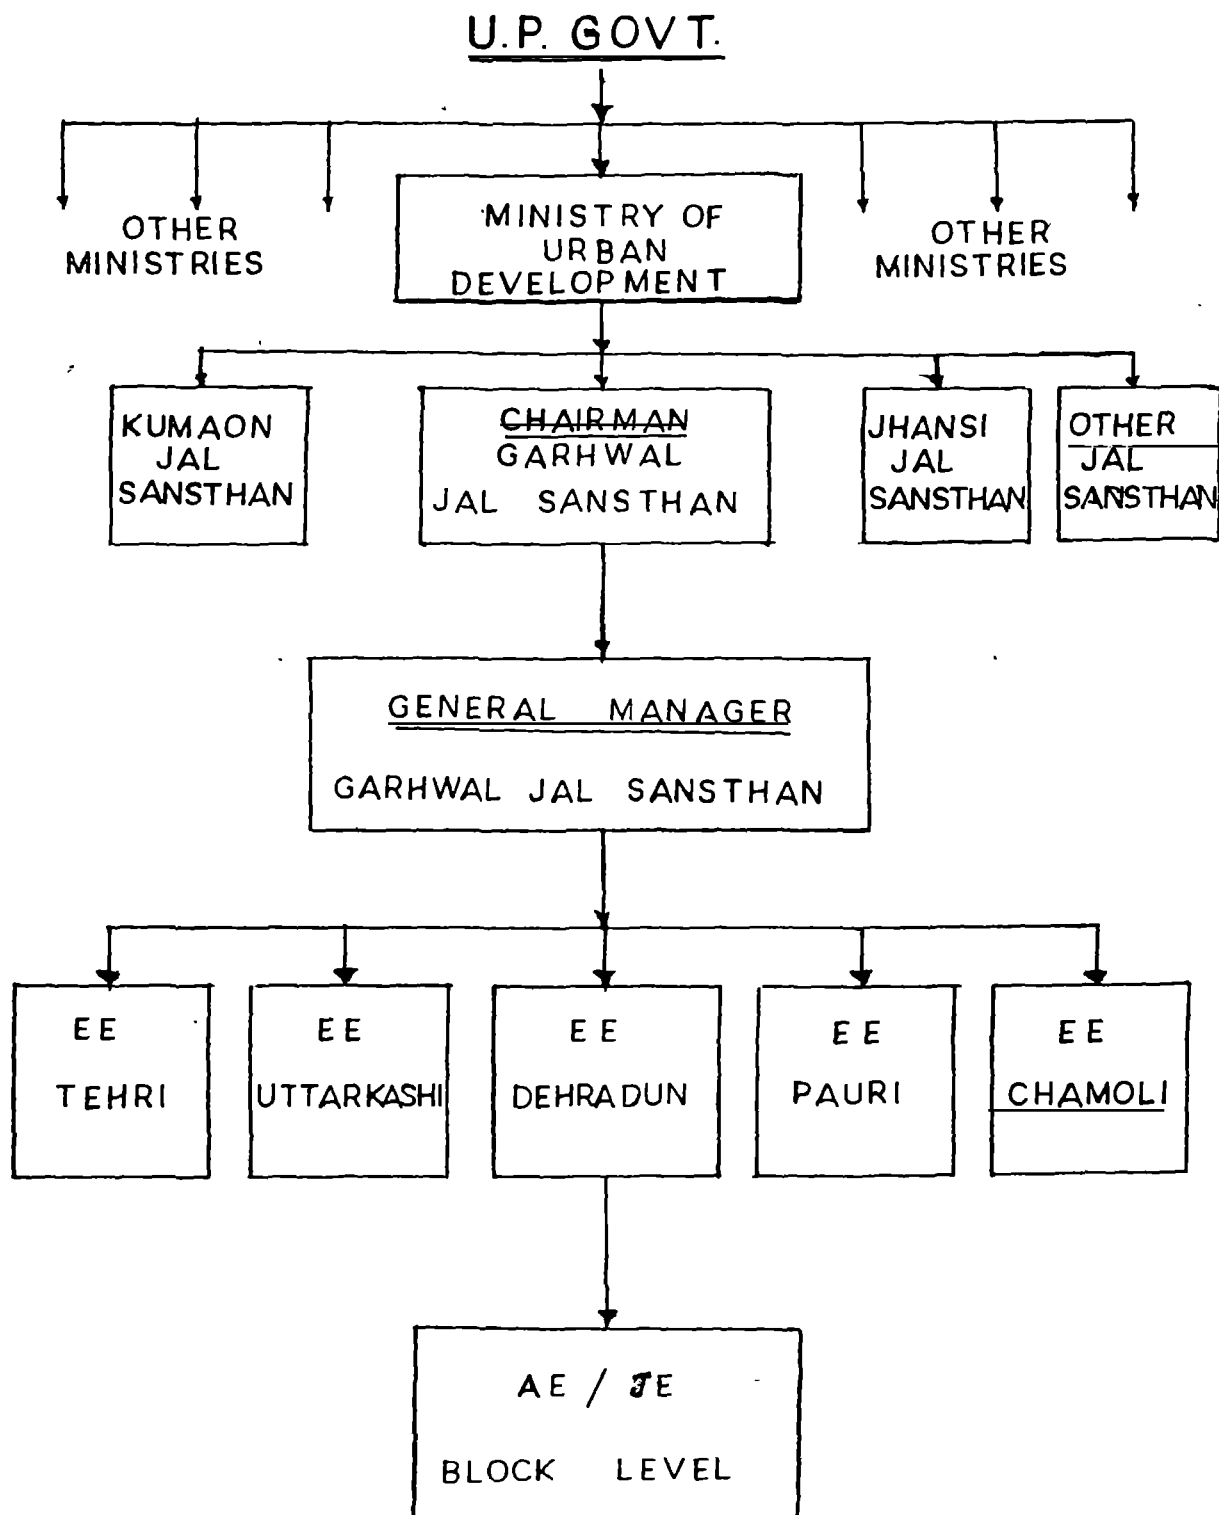 U.P. GOVT.
OTHER
MINISTRIES
MINISTRY OF
URBAN
DEVELOPMENT
OTHER
MINISTRIES
KUMAON
JAL
SANSTHAN
CHAIRMAN
GARHWAL
JAL SANSTHAN
JHANSI
JAL
SANSTHAN
OTHER
JAL
SANSTHAN
GENERAL MANAGER
GARHWAL JAL SANSTHAN
EE
TEHRI
EE
UTTARKASHI
EE
DEHRADUN
EE
PAURI
EE
CHAMOLI
AE / JE
BLOCK LEVEL